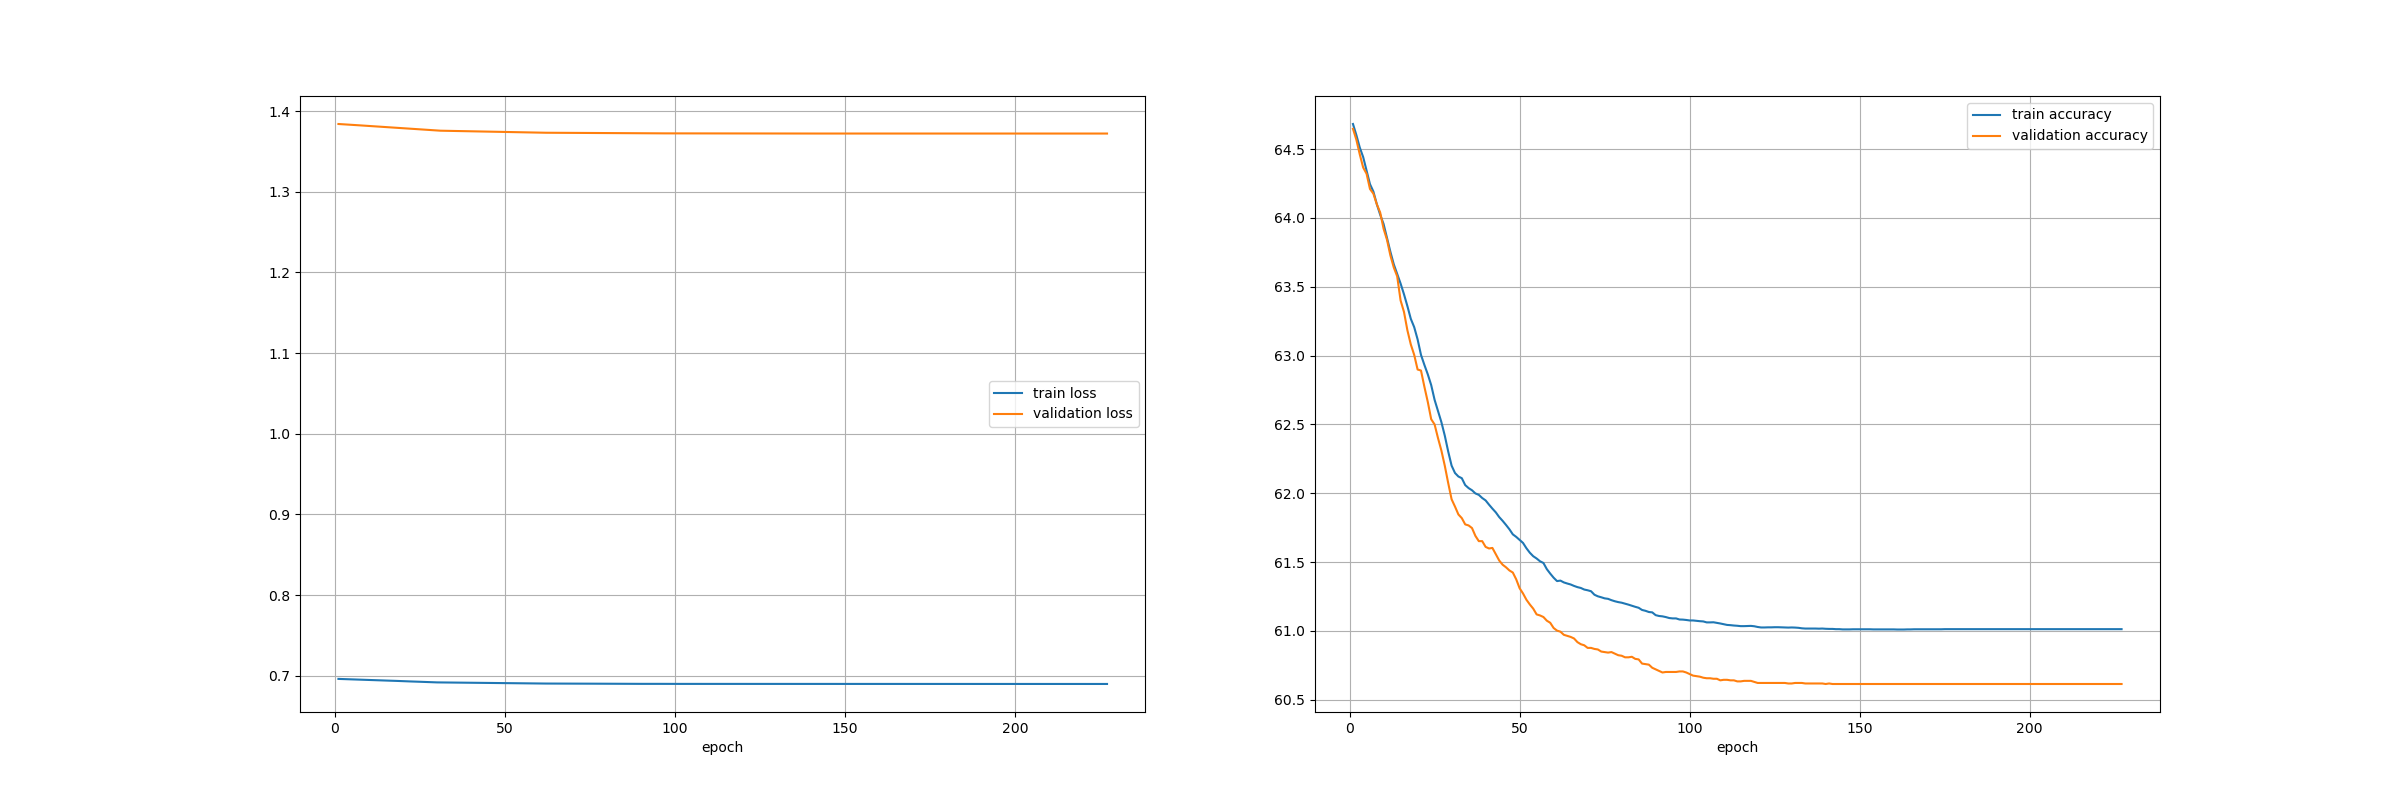 1.4
1.3
1.2
1.1
1.0
0.9
0.8
0.7
0 50 100 150 200
epoch
train loss
validation loss
64.5
64.0
63.5
63.0
62.5
62.0
61.5
61.0
60.5
0 50 100 150 200
epoch
train accuracy
validation accuracy